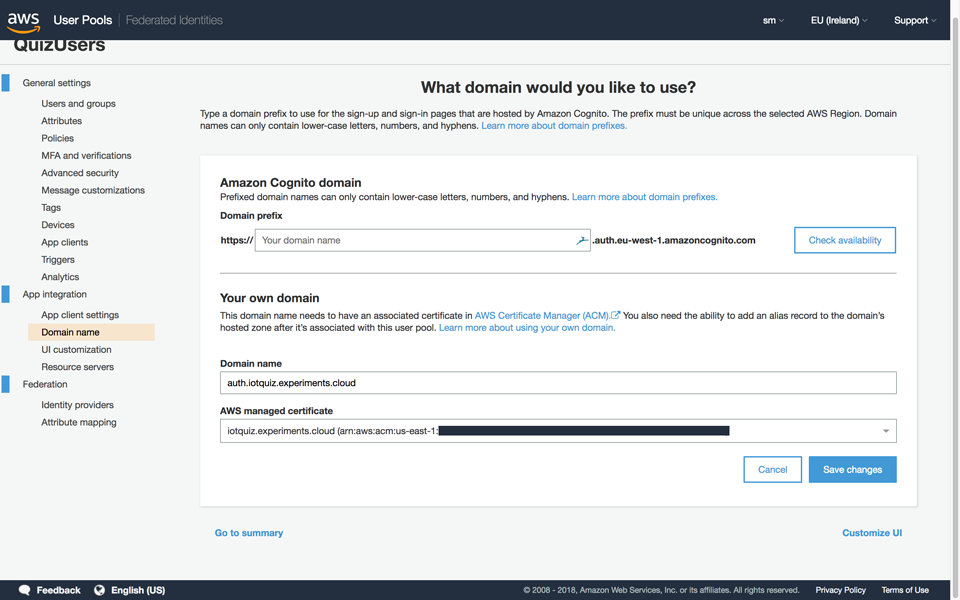 aws User Pools Federated Identities sm EU (Ireland) Support
QuizUsers
General settings
Users and groups
Attributes
Policies
MFA and verifications
Advanced security
Message customizations
Tags
Devices
App clients
Triggers
Analytics
App integration
App client settings
Domain name
UI customization
Resource servers
Federation
Identity providers
Attribute mapping
What domain would you like to use?
Type a domain prefix to use for the sign-up and sign-in pages that are hosted by Amazon Cognito. The prefix must be unique across the selected AWS Region. Domain
names can only contain lower-case letters, numbers, and hyphens. Learn more about domain prefixes.
Amazon Cognito domain
Prefixed domain names can only contain lower-case letters, numbers, and hyphens. Learn more about domain prefixes.
Domain prefix
https:// Your domain name .auth.eu-west-1.amazoncognito.com Check availability
Your own domain
This domain name needs to have an associated certificate in AWS Certificate Manager (ACM). You also need the ability to add an alias record to the domain's
hosted zone after it's associated with this user pool. Learn more about using your own domain.
Domain name
auth.iotquiz.experiments.cloud
AWS managed certificate
iotquiz.experiments.cloud (arn:aws:acm:us-east-1:
Cancel Save changes
Go to summary Customize UI
Feedback English (US) © 2008 - 2018, Amazon Web Services, Inc. or its affiliates. All rights reserved. Privacy Policy Terms of Use